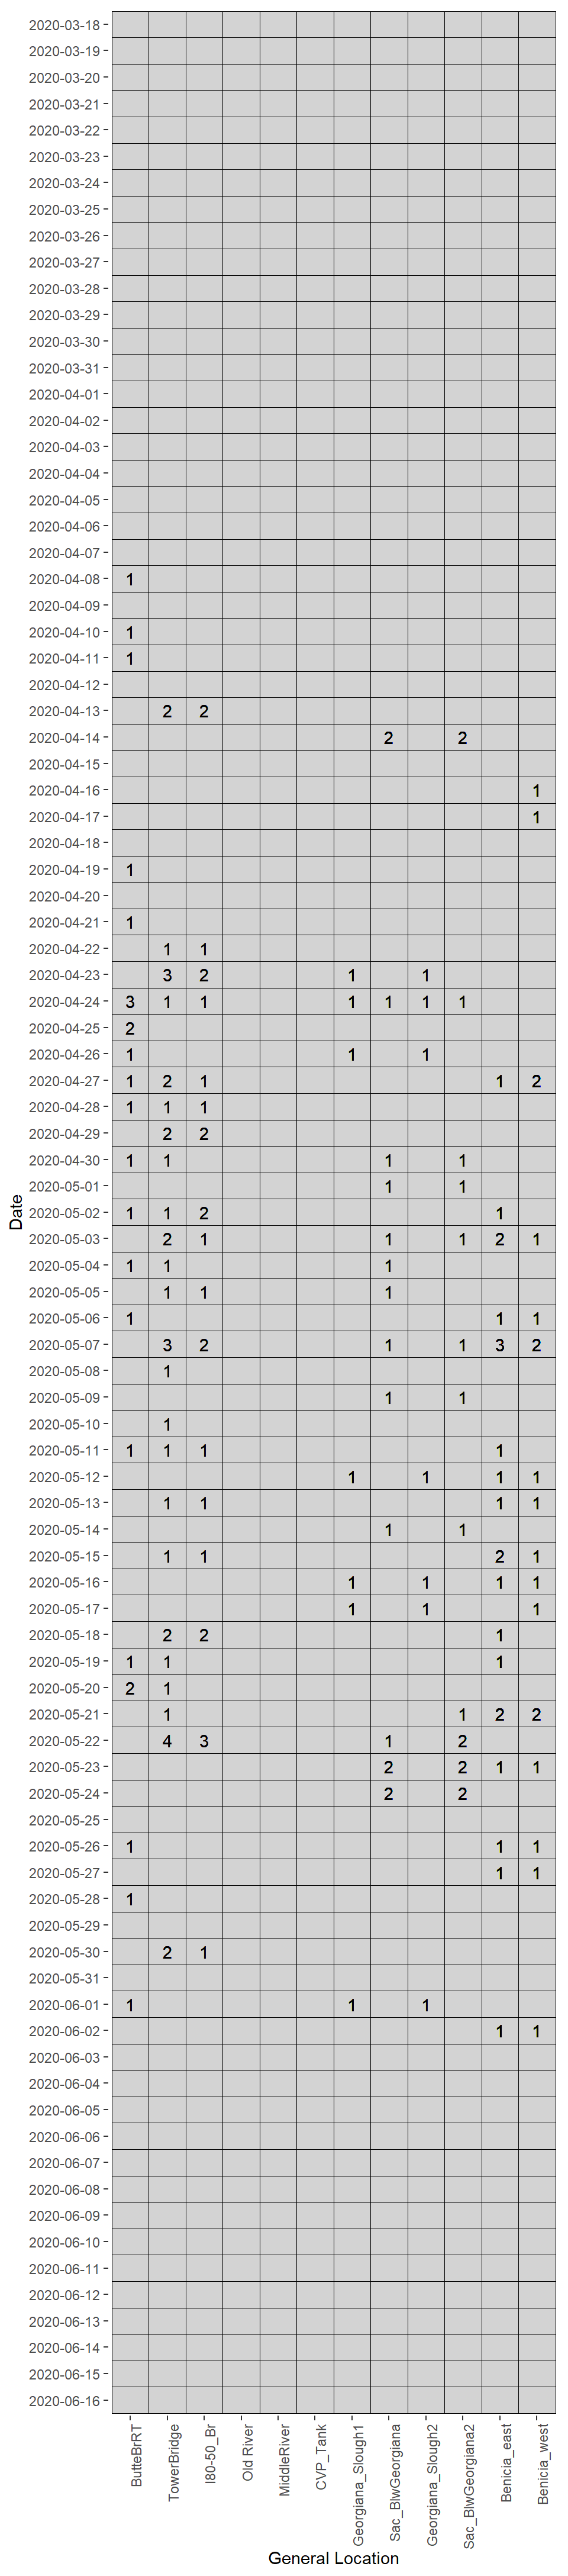 2020-03-18
2020-03-19
2020-03-20
2020-03-21
2020-03-22
2020-03-23
2020-03-24
2020-03-25
2020-03-26
2020-03-27
2020-03-28
2020-03-29
2020-03-30
2020-03-31
2020-04-01
2020-04-02
2020-04-03
2020-04-04
2020-04-05
2020-04-06
2020-04-07
2020-04-08 1
2020-04-09
2020-04-10 1
2020-04-11 1
2020-04-12
2020-04-13 2 2
2020-04-14 2 2
2020-04-15
2020-04-16 1
2020-04-17 1
2020-04-18
2020-04-19 1
2020-04-20
2020-04-21 1
2020-04-22 1 1
2020-04-23 3 2 1 1
2020-04-24 3 1 1 1 1 1 1
2020-04-25 2
2020-04-26 1 1 1
2020-04-27 1 2 1 1 2
2020-04-28 1 1 1
2020-04-29 2 2
2020-04-30 1 1 1 1
2020-05-01 1 1
2020-05-02 1 1 2 1
2020-05-03 2 1 1 1 2 1
2020-05-04 1 1 1
2020-05-05 1 1 1
2020-05-06 1 1 1
2020-05-07 3 2 1 1 3 2
2020-05-08 1
2020-05-09 1 1
2020-05-10 1
2020-05-11 1 1 1 1
2020-05-12 1 1 1 1
2020-05-13 1 1 1 1
2020-05-14 1 1
2020-05-15 1 1 2 1
2020-05-16 1 1 1 1
2020-05-17 1 1 1
2020-05-18 2 2 1
2020-05-19 1 1 1
2020-05-20 2 1
2020-05-21 1 1 2 2
2020-05-22 4 3 1 2
2020-05-23 2 2 1 1
2020-05-24 2 2
2020-05-25
2020-05-26 1 1 1
2020-05-27 1 1
2020-05-28 1
2020-05-29
2020-05-30 2 1
2020-05-31
2020-06-01 1 1 1
2020-06-02 1 1
2020-06-03
2020-06-04
2020-06-05
2020-06-06
2020-06-07
2020-06-08
2020-06-09
2020-06-10
2020-06-11
2020-06-12
2020-06-13
2020-06-14
2020-06-15
2020-06-16
Date
ButteBrRT
TowerBridge
I80-50_Br
Old River
MiddleRiver
CVP_Tank
Georgiana_Slough1
Sac_BlwGeorgiana
Georgiana_Slough2
Sac_BlwGeorgiana2
Benicia_east
Benicia_west
General Location